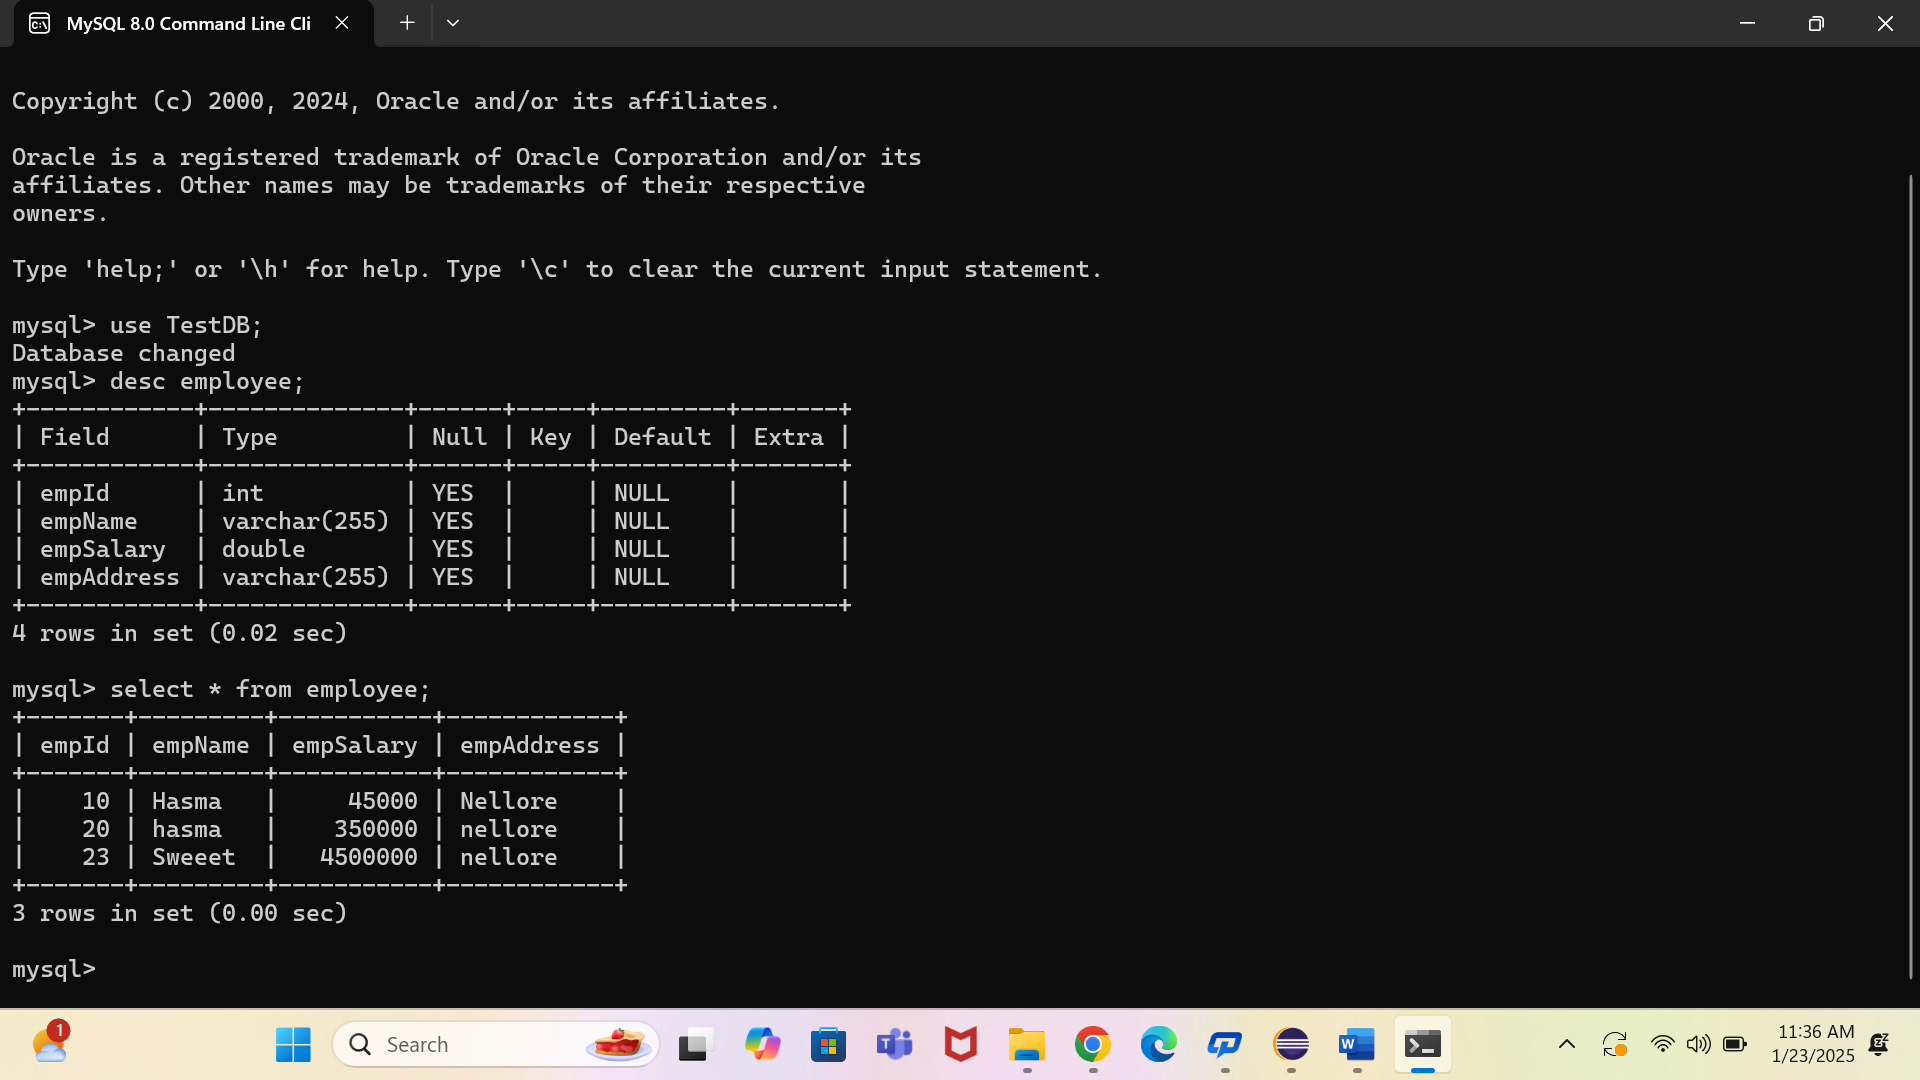 MySQL 8.0 Command Line Cli
Copyright (c) 2000, 2024, Oracle and/or its affiliates.
Oracle is a registered trademark of Oracle Corporation and/or its
affiliates. Other names may be trademarks of their respective
owners.
Type 'help;' or '\h' for help. Type '\c' to clear the current input statement.
mysql> use TestDB;
Database changed
mysql> desc employee;
+------------+--------------+------+-----+---------+-------+
| Field      | Type         | Null | Key | Default | Extra |
+------------+--------------+------+-----+---------+-------+
| empId      | int          | YES  |     | NULL    |       |
| empName    | varchar(255) | YES  |     | NULL    |       |
| empSalary  | double       | YES  |     | NULL    |       |
| empAddress | varchar(255) | YES  |     | NULL    |       |
+------------+--------------+------+-----+---------+-------+
4 rows in set (0.02 sec)
mysql> select * from employee;
+-------+---------+-----------+------------+
| empId | empName | empSalary | empAddress |
+-------+---------+-----------+------------+
|    10 | Hasma   |     45000 | Nellore    |
|    20 | hasma   |    350000 | nellore    |
|    23 | Sweeet  |   4500000 | nellore    |
+-------+---------+-----------+------------+
3 rows in set (0.00 sec)
mysql>
1
Search
11:36 AM
1/23/2025